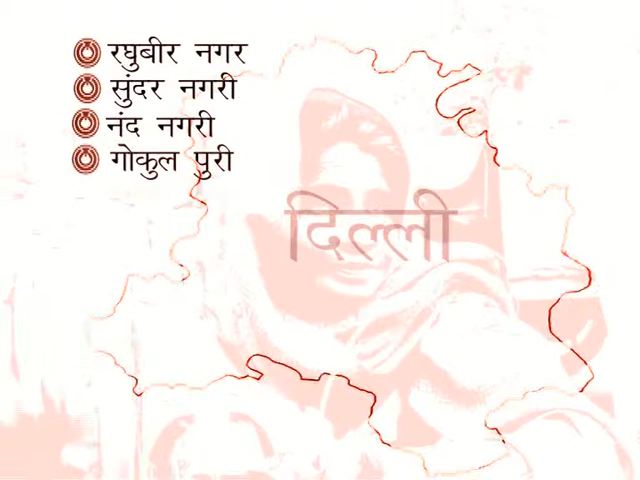 रघुबीर नगर
सुंदर नगरी
नंद नगरी
गोकुल पुरी
दिल्ली